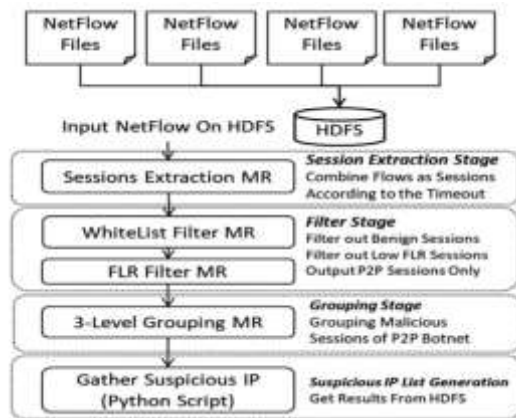 NetFlow Files
NetFlow Files
NetFlow Files
NetFlow Files
Input NetFlow On HDFS
HDFS
Sessions Extraction MR
Session Extraction Stage
Combine Flows as Sessions
According to the Timeout
WhiteList Filter MR
FLR Filter MR
Filter Stage
Filter out Benign Sessions
Filter out Low FLR Sessions
Output P2P Sessions Only
3-Level Grouping MR
Grouping Stage
Grouping Malicious
Sessions of P2P Botnet
Gather Suspicious IP
(Python Script)
Suspicious IP List Generation
Get Results From HDFS